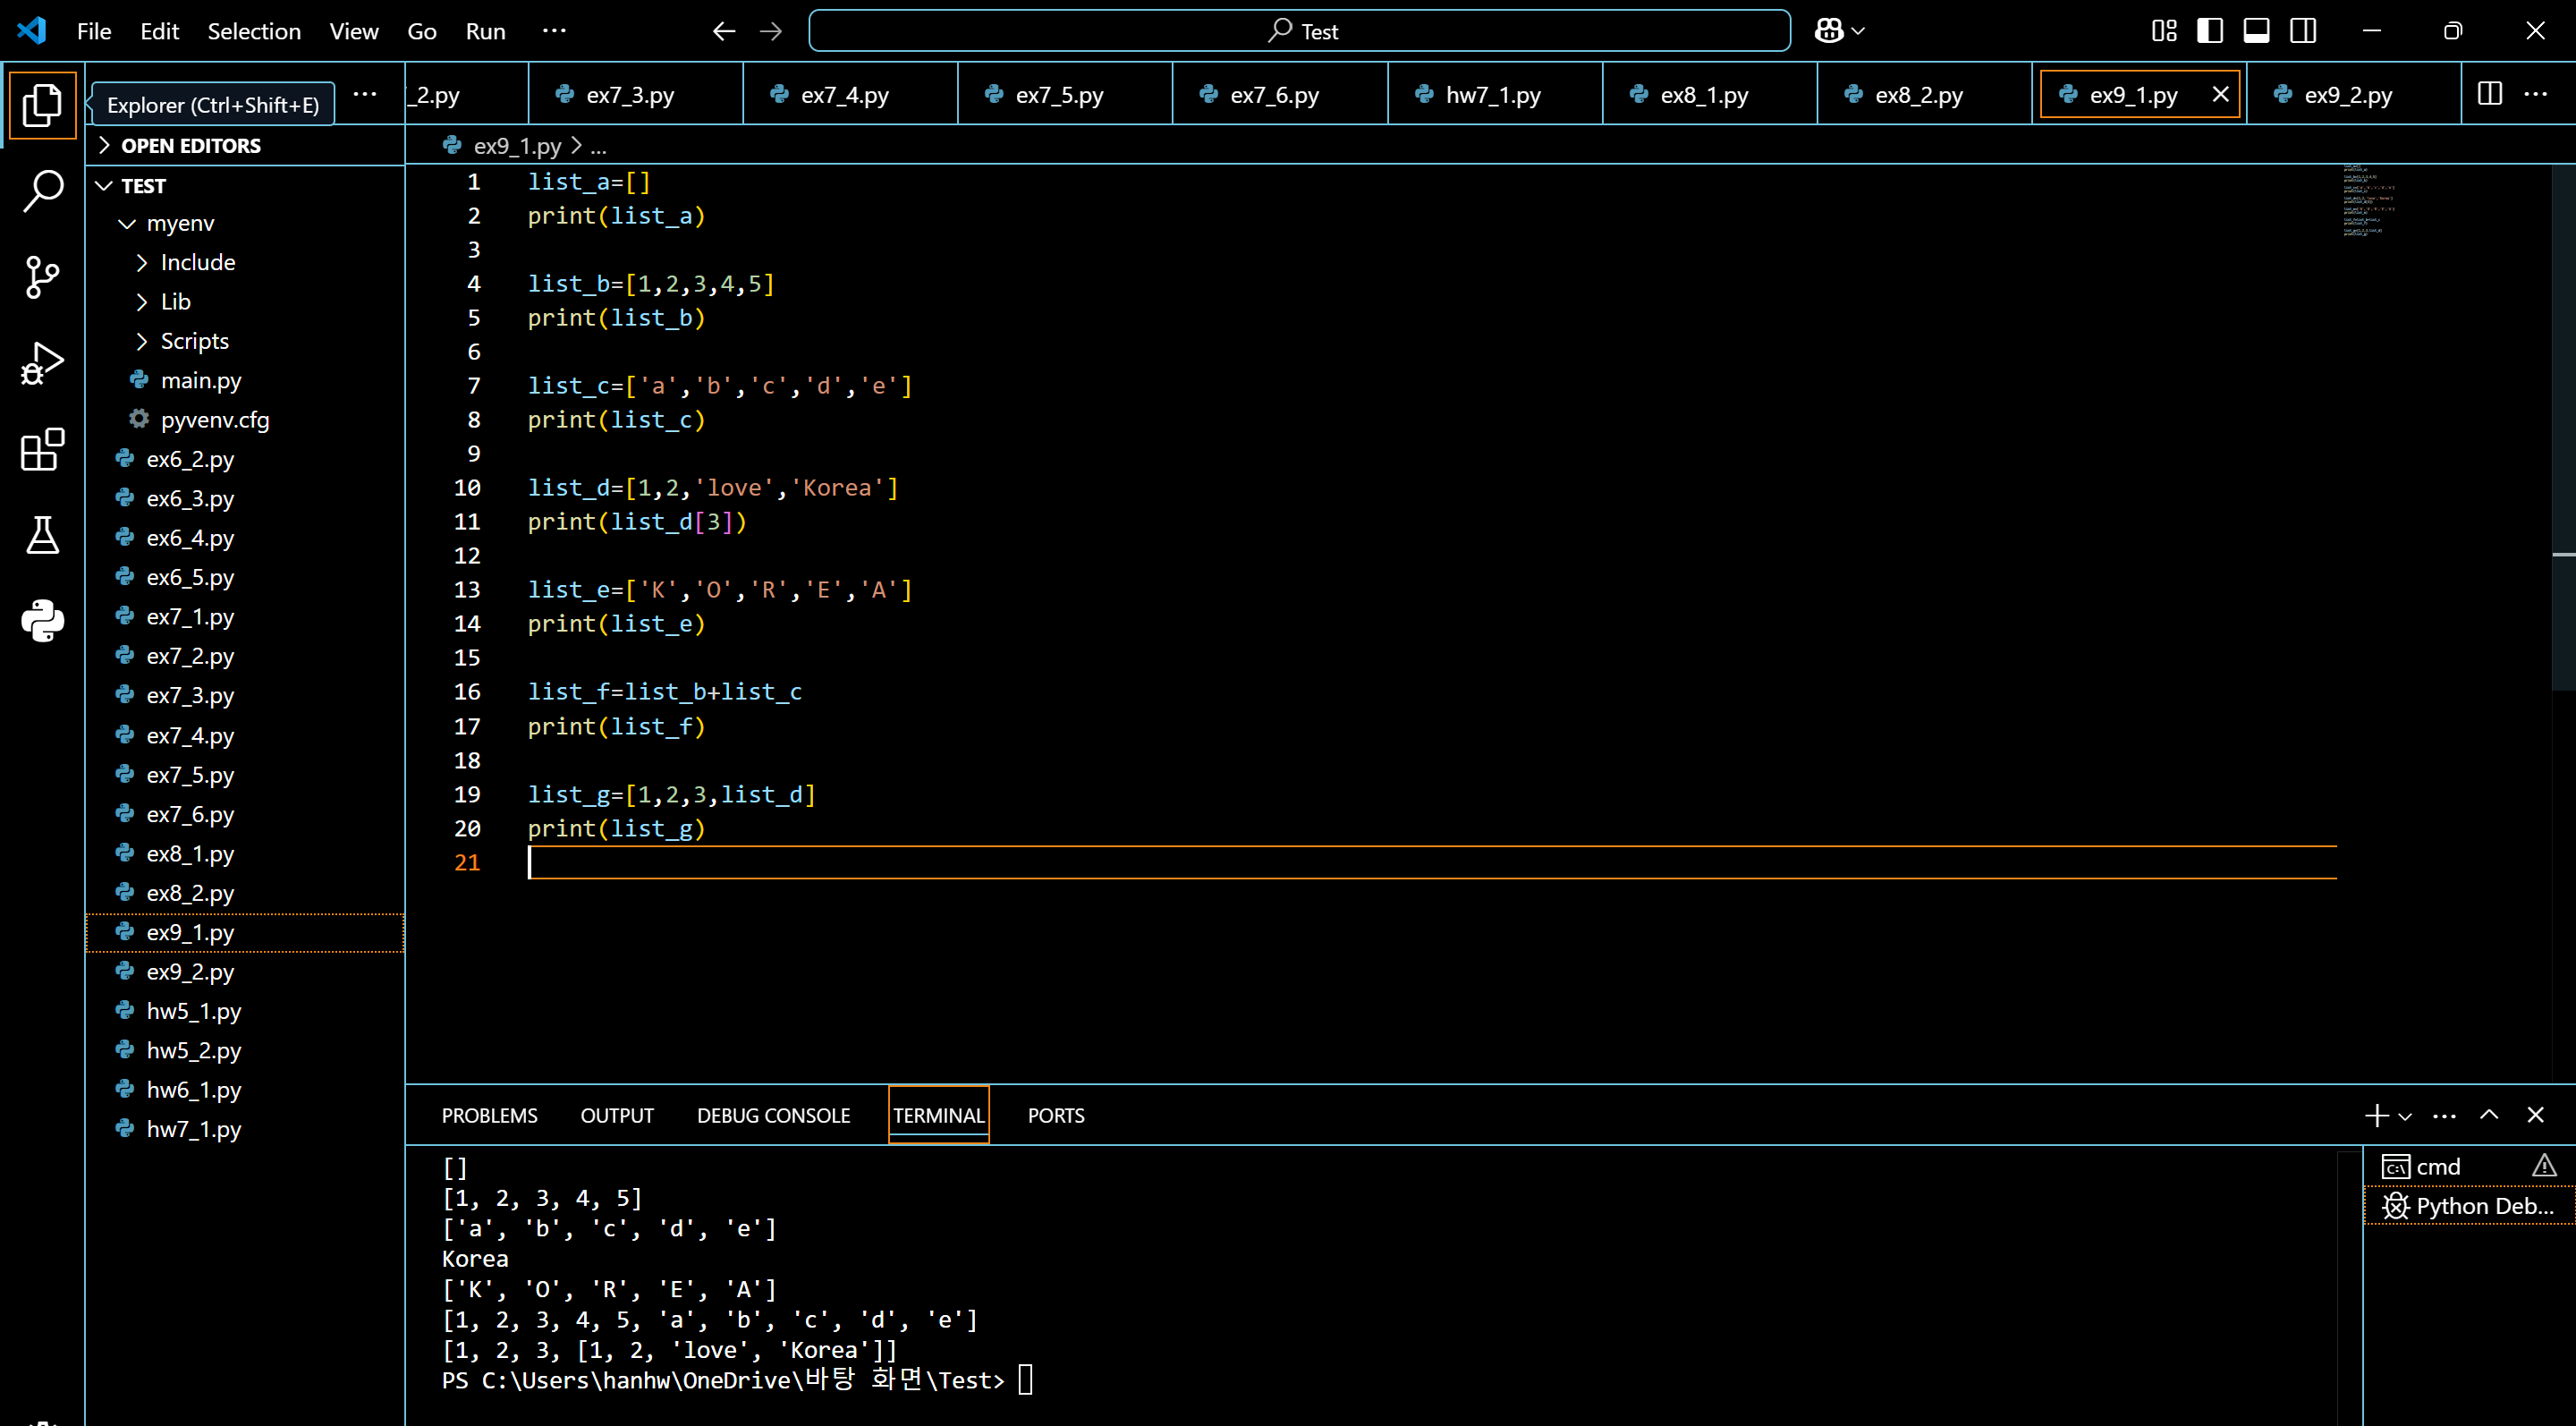 File Edit Selection View Go Run ···
Test
Explorer (Ctrl+Shift+E) ···
_2.py ex7_3.py ex7_4.py ex7_5.py ex7_6.py hw7_1.py ex8_1.py ex8_2.py ex9_1.py ex9_2.py ···
OPEN EDITORS
TEST
myenv
Include
Lib
Scripts
main.py
pyvenv.cfg
ex6_2.py
ex6_3.py
ex6_4.py
ex6_5.py
ex7_1.py
ex7_2.py
ex7_3.py
ex7_4.py
ex7_5.py
ex7_6.py
ex8_1.py
ex8_2.py
ex9_1.py
ex9_2.py
hw5_1.py
hw5_2.py
hw6_1.py
hw7_1.py
ex9_1.py > ...
1 list_a=[]
2 print(list_a)
3
4 list_b=[1,2,3,4,5]
5 print(list_b)
6
7 list_c=['a','b','c','d','e']
8 print(list_c)
9
10 list_d=[1,2,'love','Korea']
11 print(list_d[3])
12
13 list_e=['K','O','R','E','A']
14 print(list_e)
15
16 list_f=list_b+list_c
17 print(list_f)
18
19 list_g=[1,2,3,list_d]
20 print(list_g)
21
PROBLEMS OUTPUT DEBUG CONSOLE TERMINAL PORTS
[]
[1, 2, 3, 4, 5]
['a', 'b', 'c', 'd', 'e']
Korea
['K', 'O', 'R', 'E', 'A']
[1, 2, 3, 4, 5, 'a', 'b', 'c', 'd', 'e']
[1, 2, 3, [1, 2, 'love', 'Korea']]
PS C:\Users\hanhw\OneDrive\바탕 화면\Test>
cmd
Python Deb...